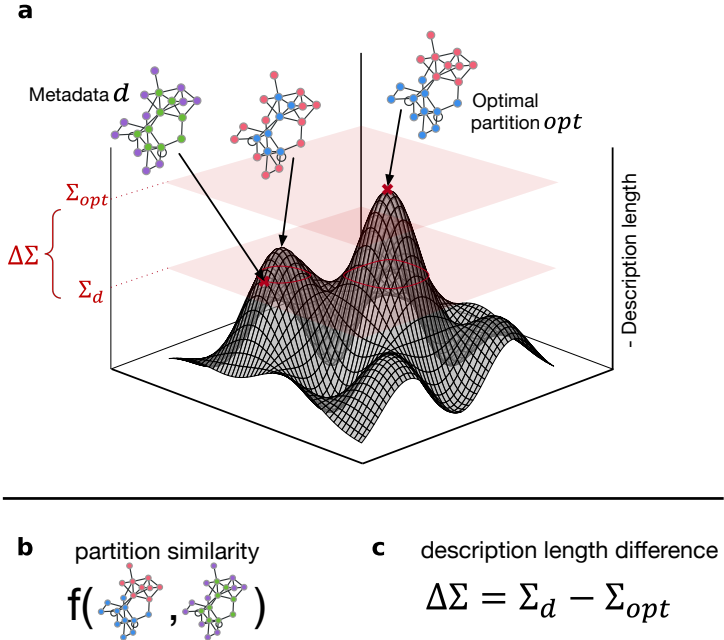 a
Metadata d
Optimal
partition opt
Σopt
ΔΣ
Σd
- Description length
b partition similarity
f( , )
c description length difference
ΔΣ = Σd − Σopt